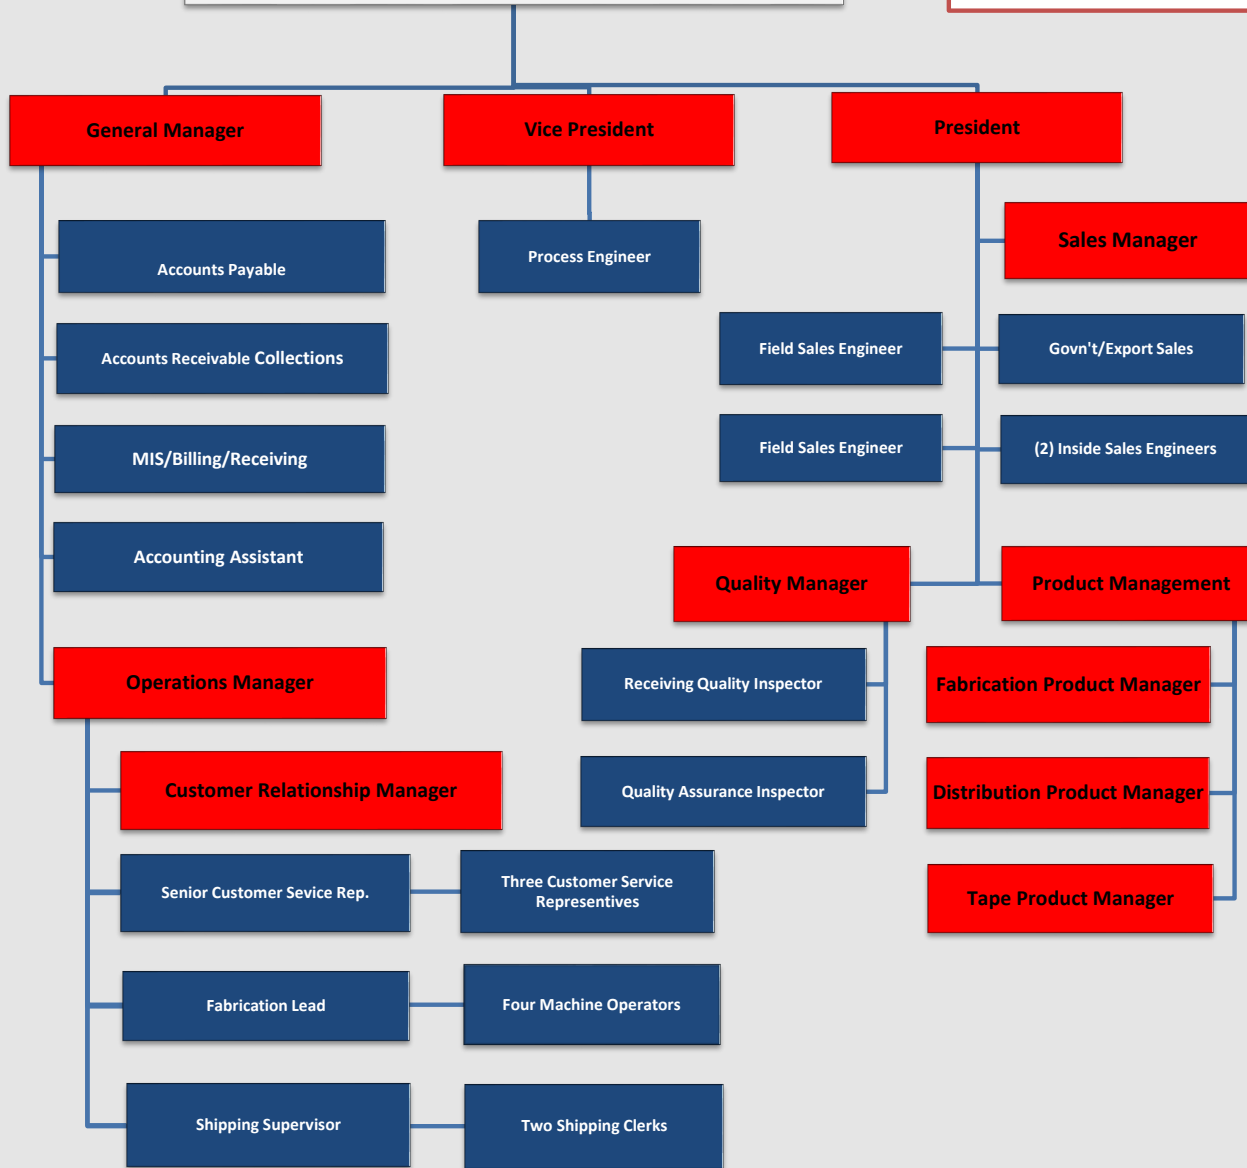 General Manager
Vice President
President
Sales Manager
Accounts Payable
Process Engineer
Field Sales Engineer
Govn't/Export Sales
Accounts Receivable Collections
Field Sales Engineer
(2) Inside Sales Engineers
MIS/Billing/Receiving
Accounting Assistant
Quality Manager
Product Management
Operations Manager
Receiving Quality Inspector
Fabrication Product Manager
Customer Relationship Manager
Quality Assurance Inspector
Distribution Product Manager
Senior Customer Sevice Rep.
Three Customer Service
Representives
Tape Product Manager
Fabrication Lead
Four Machine Operators
Shipping Supervisor
Two Shipping Clerks